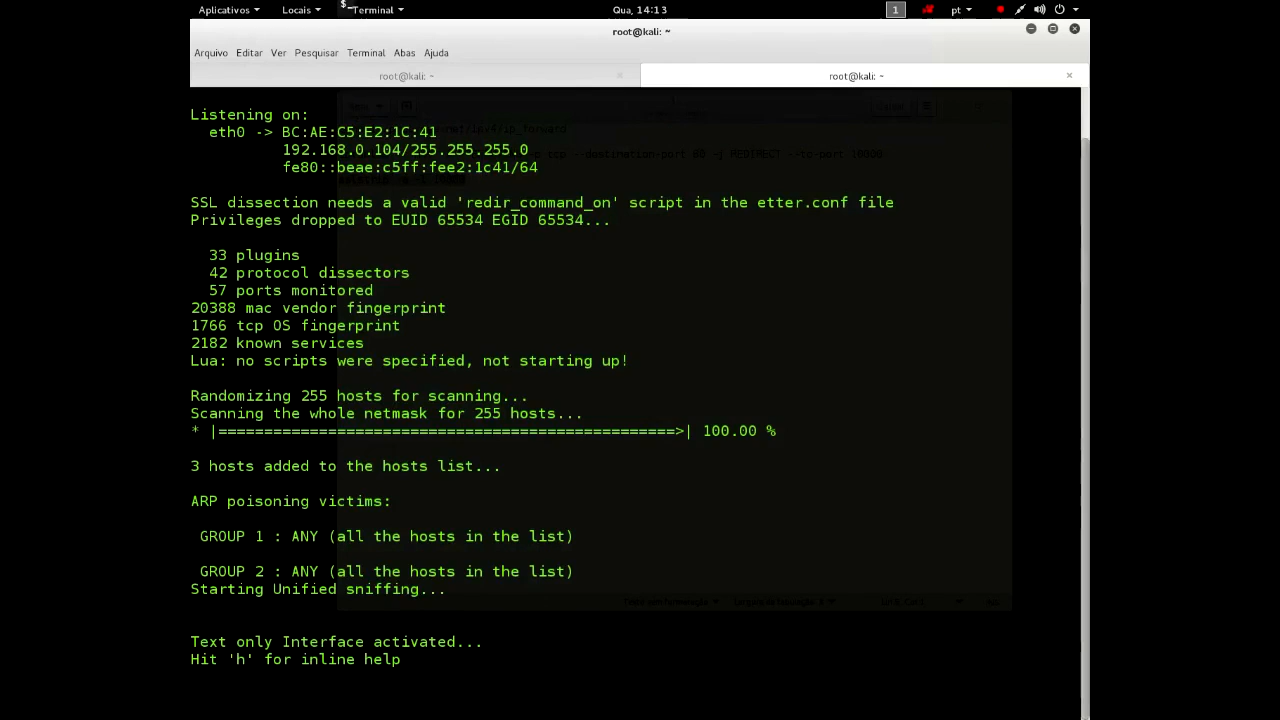 Aplicativos Locais Terminal Qua, 14:13 1 pt
root@kali: ~
Arquivo Editar Ver Pesquisar Terminal Abas Ajuda
root@kali: ~ root@kali: ~
Listening on:
eth0 -> BC:AE:C5:E2:1C:41
192.168.0.104/255.255.255.0
fe80::beae:c5ff:fee2:1c41/64
SSL dissection needs a valid 'redir_command_on' script in the etter.conf file
Privileges dropped to EUID 65534 EGID 65534...
33 plugins
42 protocol dissectors
57 ports monitored
20388 mac vendor fingerprint
1766 tcp OS fingerprint
2182 known services
Lua: no scripts were specified, not starting up!
Randomizing 255 hosts for scanning...
Scanning the whole netmask for 255 hosts...
* |==================================================>| 100.00 %
3 hosts added to the hosts list...
ARP poisoning victims:
GROUP 1 : ANY (all the hosts in the list)
GROUP 2 : ANY (all the hosts in the list)
Starting Unified sniffing...
Text only Interface activated...
Hit 'h' for inline help